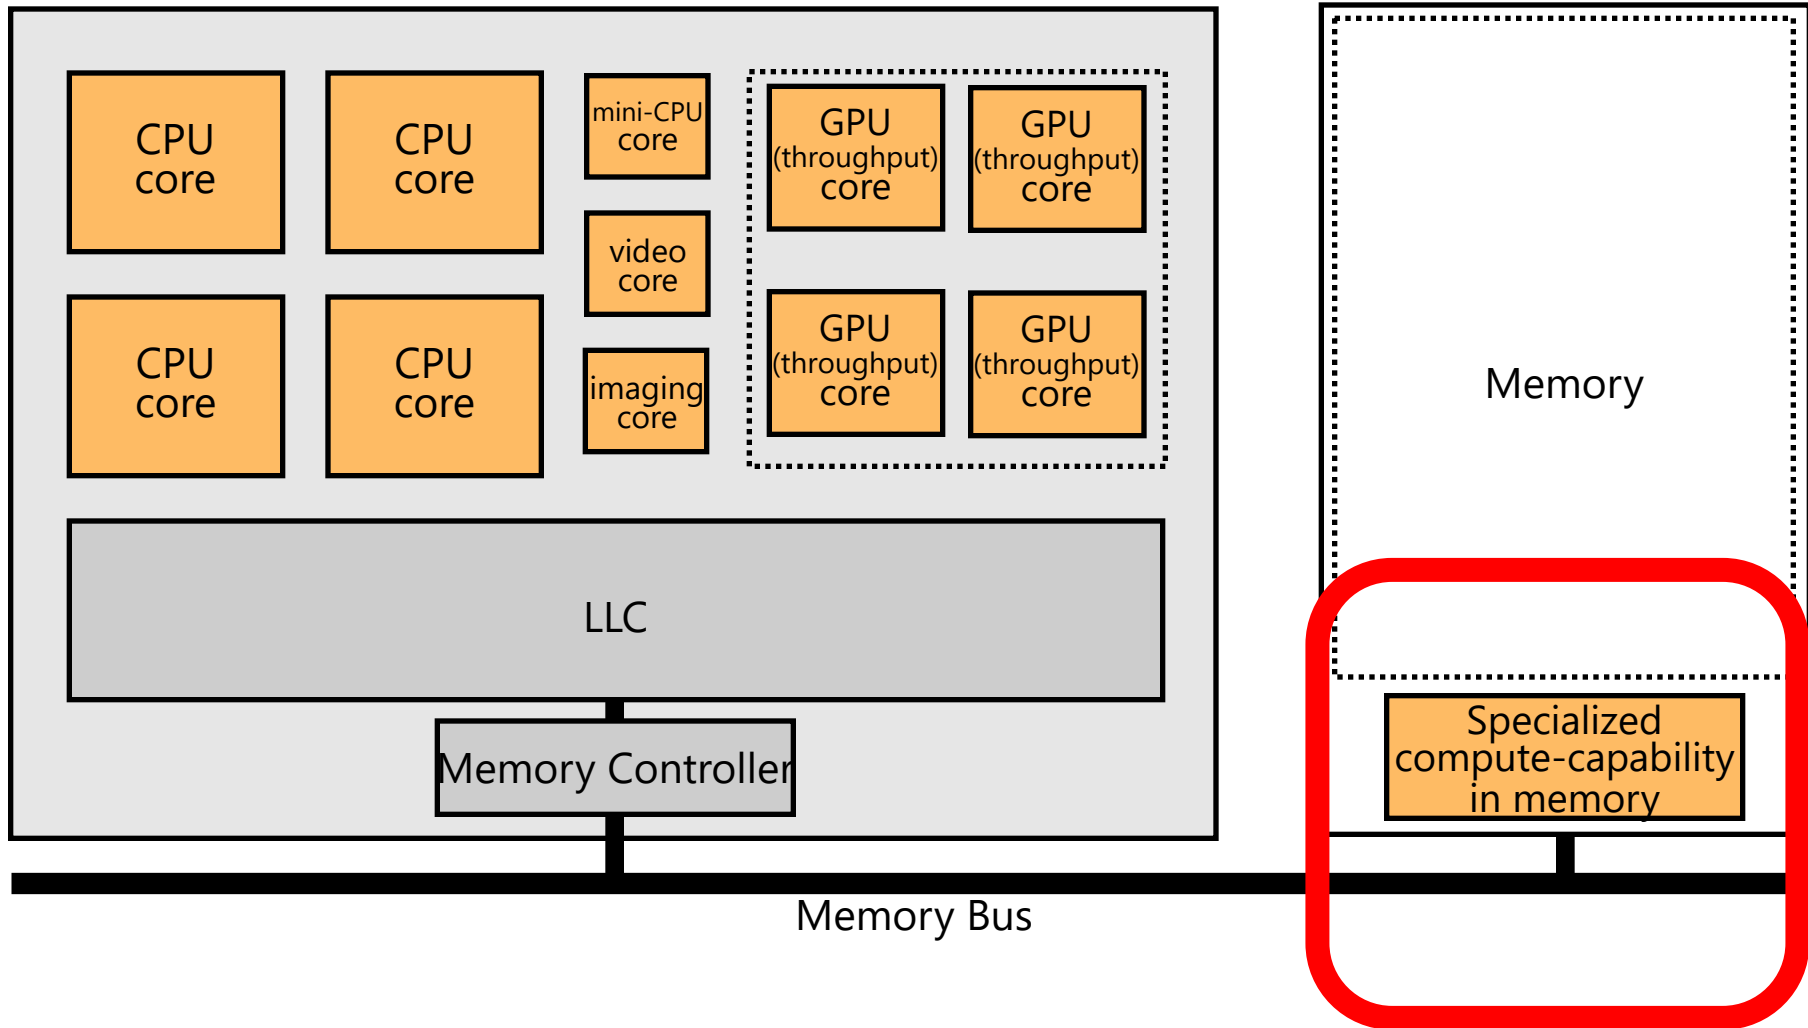 CPU
core
CPU
core
mini-CPU
core
video
core
imaging
core
GPU
(throughput)
core
GPU
(throughput)
core
CPU
core
CPU
core
GPU
(throughput)
core
GPU
(throughput)
core
LLC
Memory Controller
Memory Bus
Memory
Specialized
compute-capability
in memory